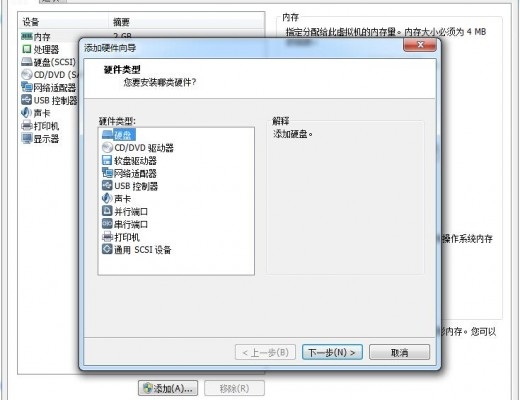 设备 摘要
内存 2 GB
处理器
硬盘(SCSI)
CD/DVD (SA
网络适配器
USB 控制器
声卡
打印机
显示器
内存
指定分配给此虚拟机的内存量。内存大小必须为 4 MB
添加硬件向导
硬件类型
您要安装哪类硬件?
硬件类型:
硬盘
CD/DVD 驱动器
软盘驱动器
网络适配器
USB 控制器
声卡
并行端口
串行端口
打印机
通用 SCSI 设备
解释
添加硬盘。
操作系统内存
内存。您可以
< 上一步(B) 下一步(N) > 取消
添加(A)... 移除(R)